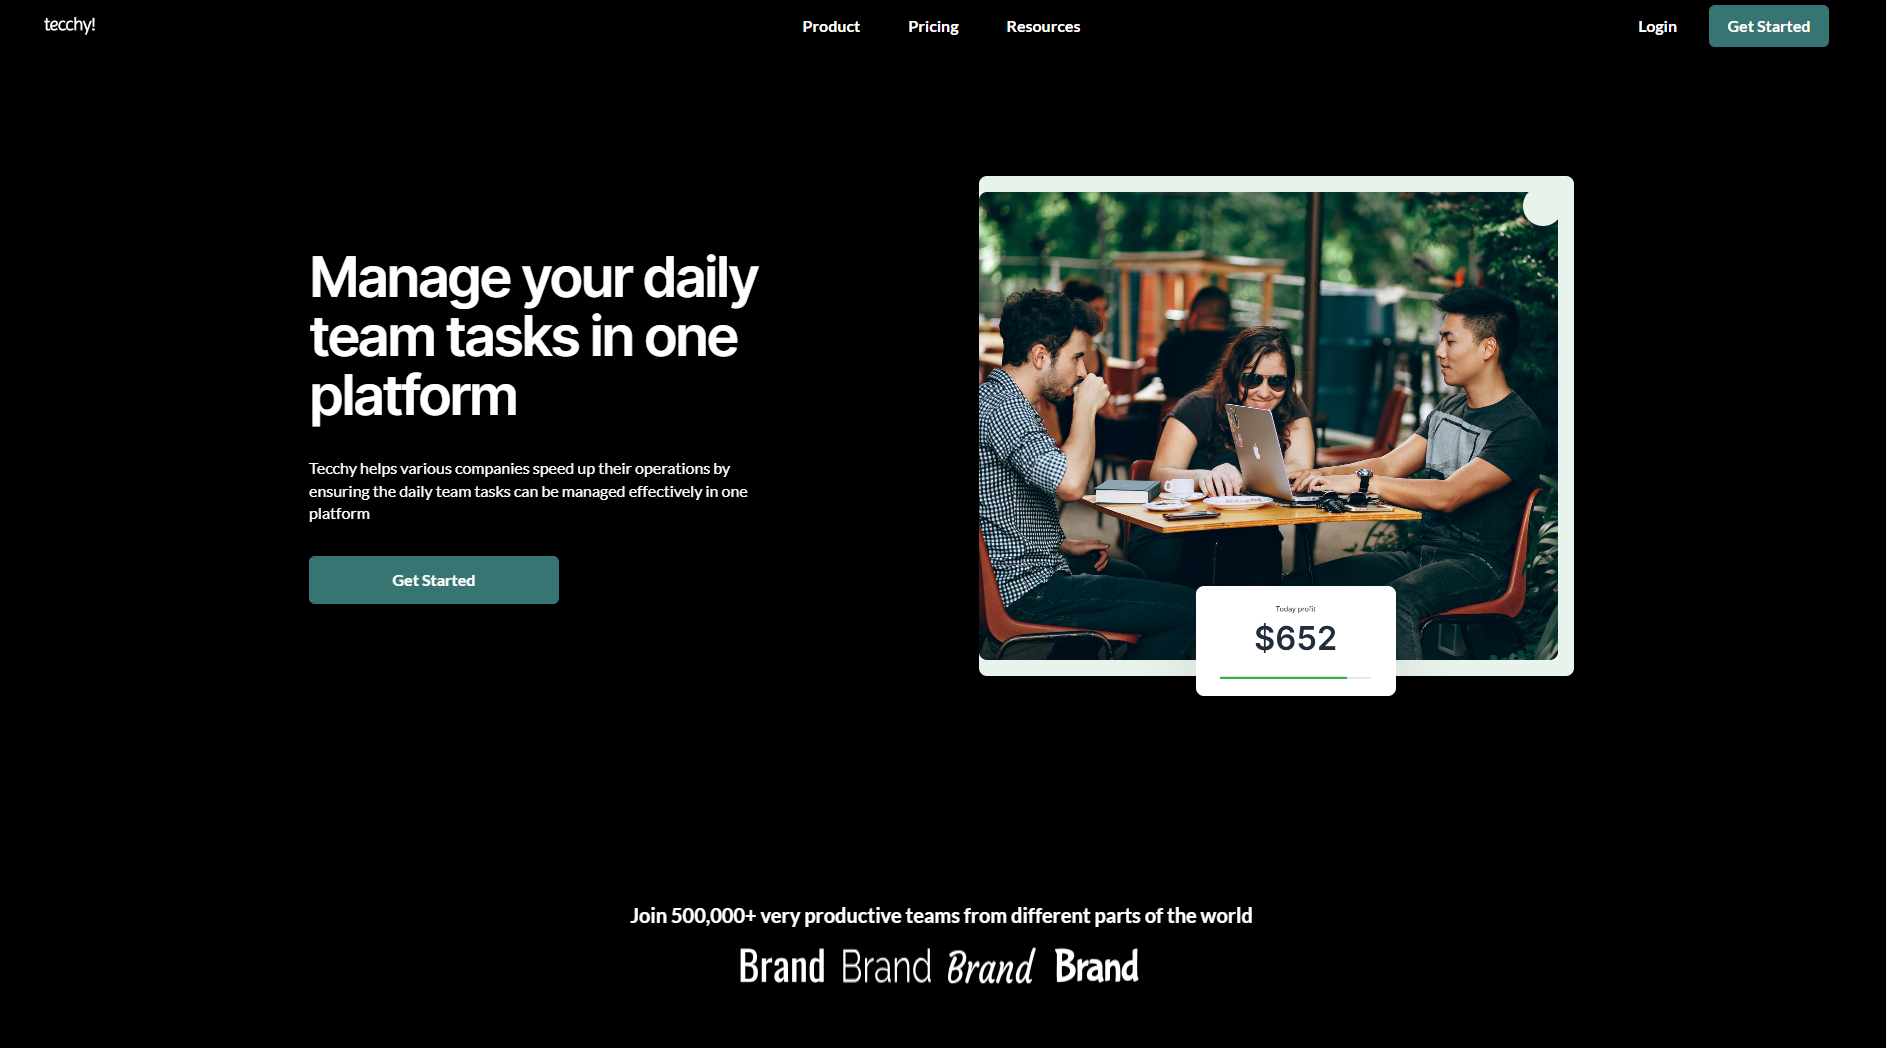 tecchy!
Product
Pricing
Resources
Login
Get Started
Manage your daily
team tasks in one
platform
Tecchy helps various companies speed up their operations by
ensuring the daily team tasks can be managed effectively in one
platform
Get Started
Today profit
$652
Join 500,000+ very productive teams from different parts of the world
Brand Brand Brand Brand